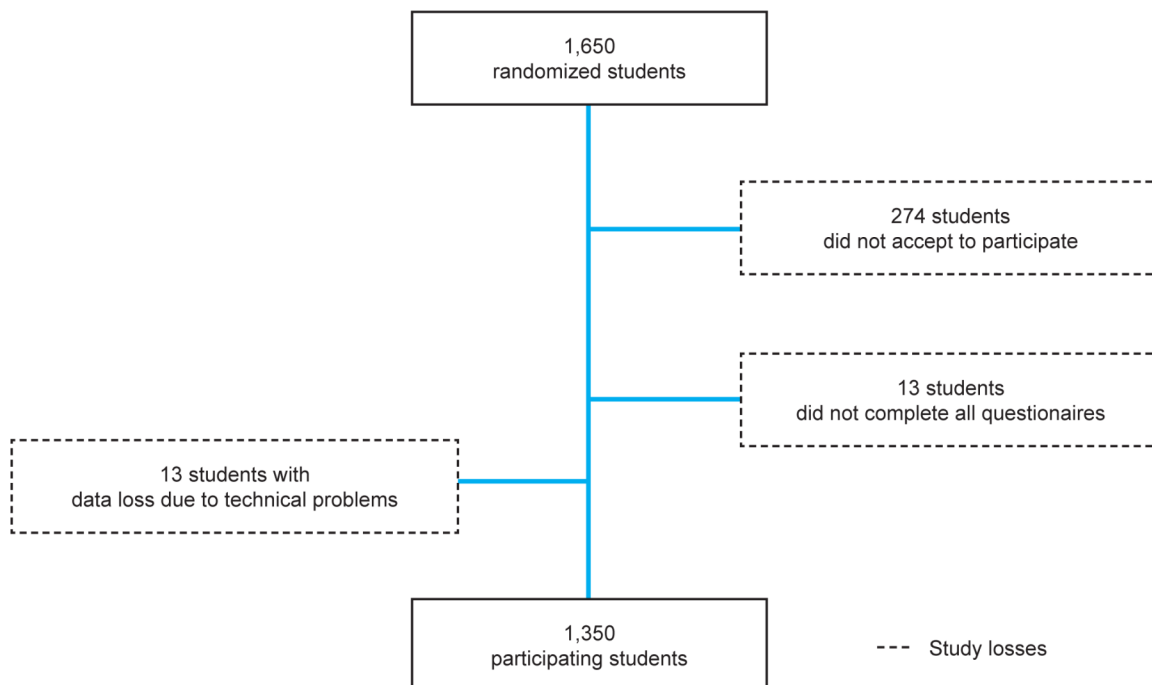 1,650
randomized students
274 students
did not accept to participate
13 students
did not complete all questionaires
13 students with
data loss due to technical problems
1,350
participating students
Study losses